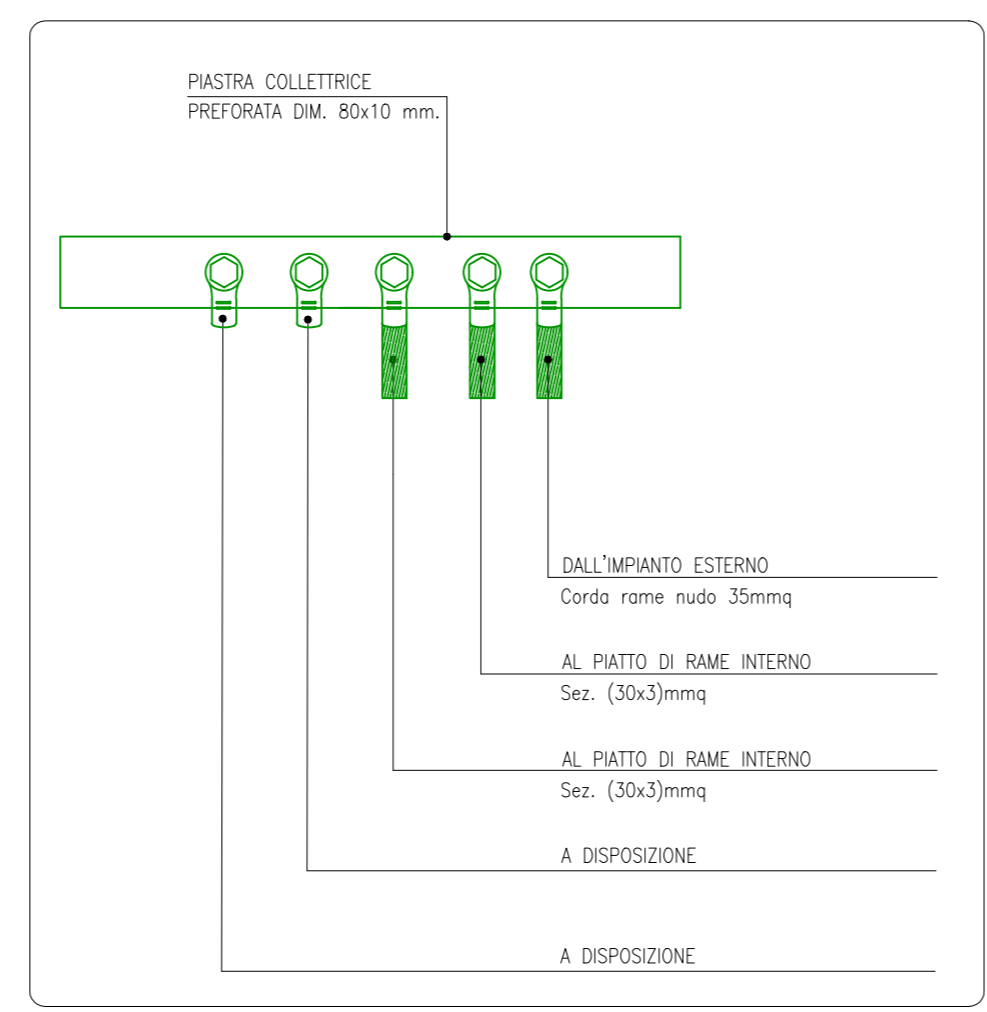 PIASTRA COLLETTRICE
PREFORATA DIM. 80x10 mm.
DALL'IMPIANTO ESTERNO
Corda rame nudo 35mmq
AL PIATTO DI RAME INTERNO
Sez. (30x3)mmq
AL PIATTO DI RAME INTERNO
Sez. (30x3)mmq
A DISPOSIZIONE
A DISPOSIZIONE